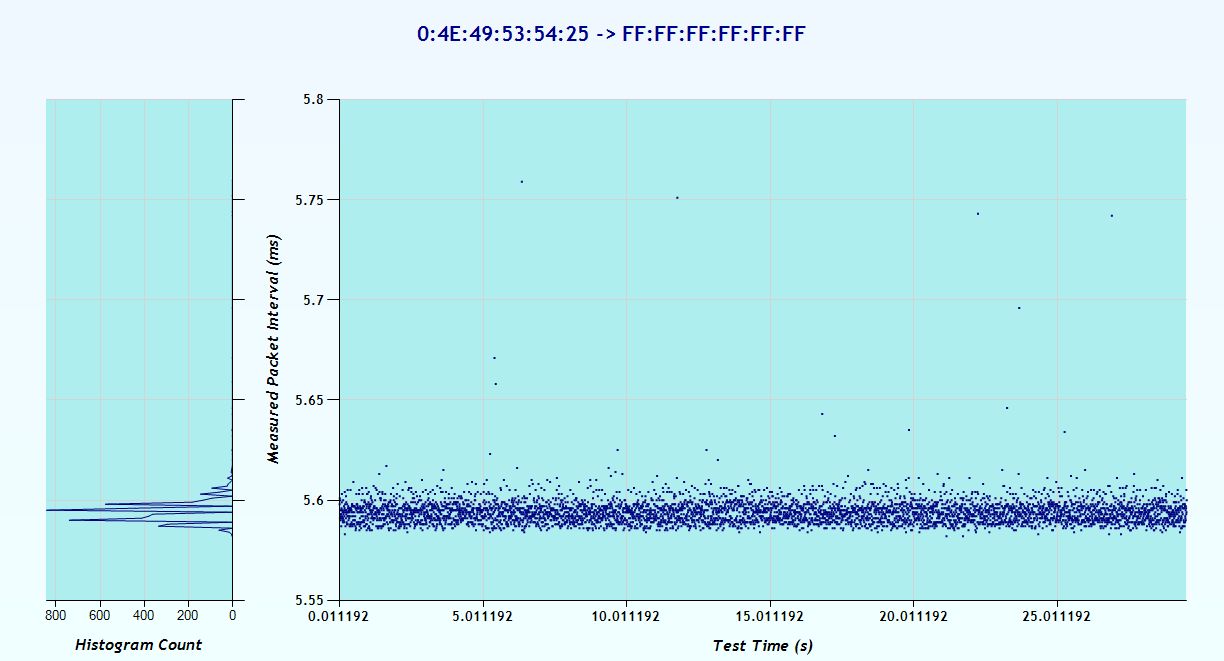 0:4E:49:53:54:25 -> FF:FF:FF:FF:FF:FF
5.8
5.75
5.7
5.65
5.6
5.55
Measured Packet Interval (ms)
800 600 400 200 0
0.011192 5.011192 10.011192 15.011192 20.011192 25.011192
Histogram Count
Test Time (s)